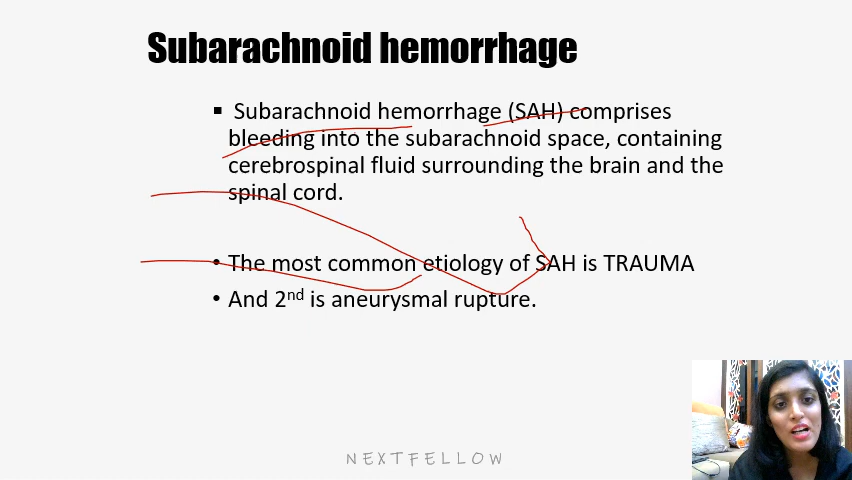 Subarachnoid hemorrhage
▪ Subarachnoid hemorrhage (SAH) comprises
bleeding into the subarachnoid space, containing
cerebrospinal fluid surrounding the brain and the
spinal cord.
• The most common etiology of SAH is TRAUMA
• And 2nd is aneurysmal rupture.
NEXTFELLOW